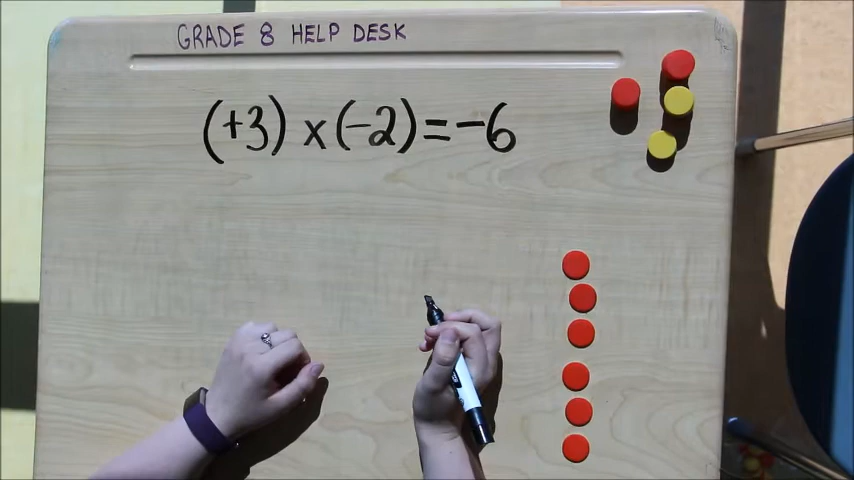 GRADE 8 HELP DESK
(+3) x (-2) = -6